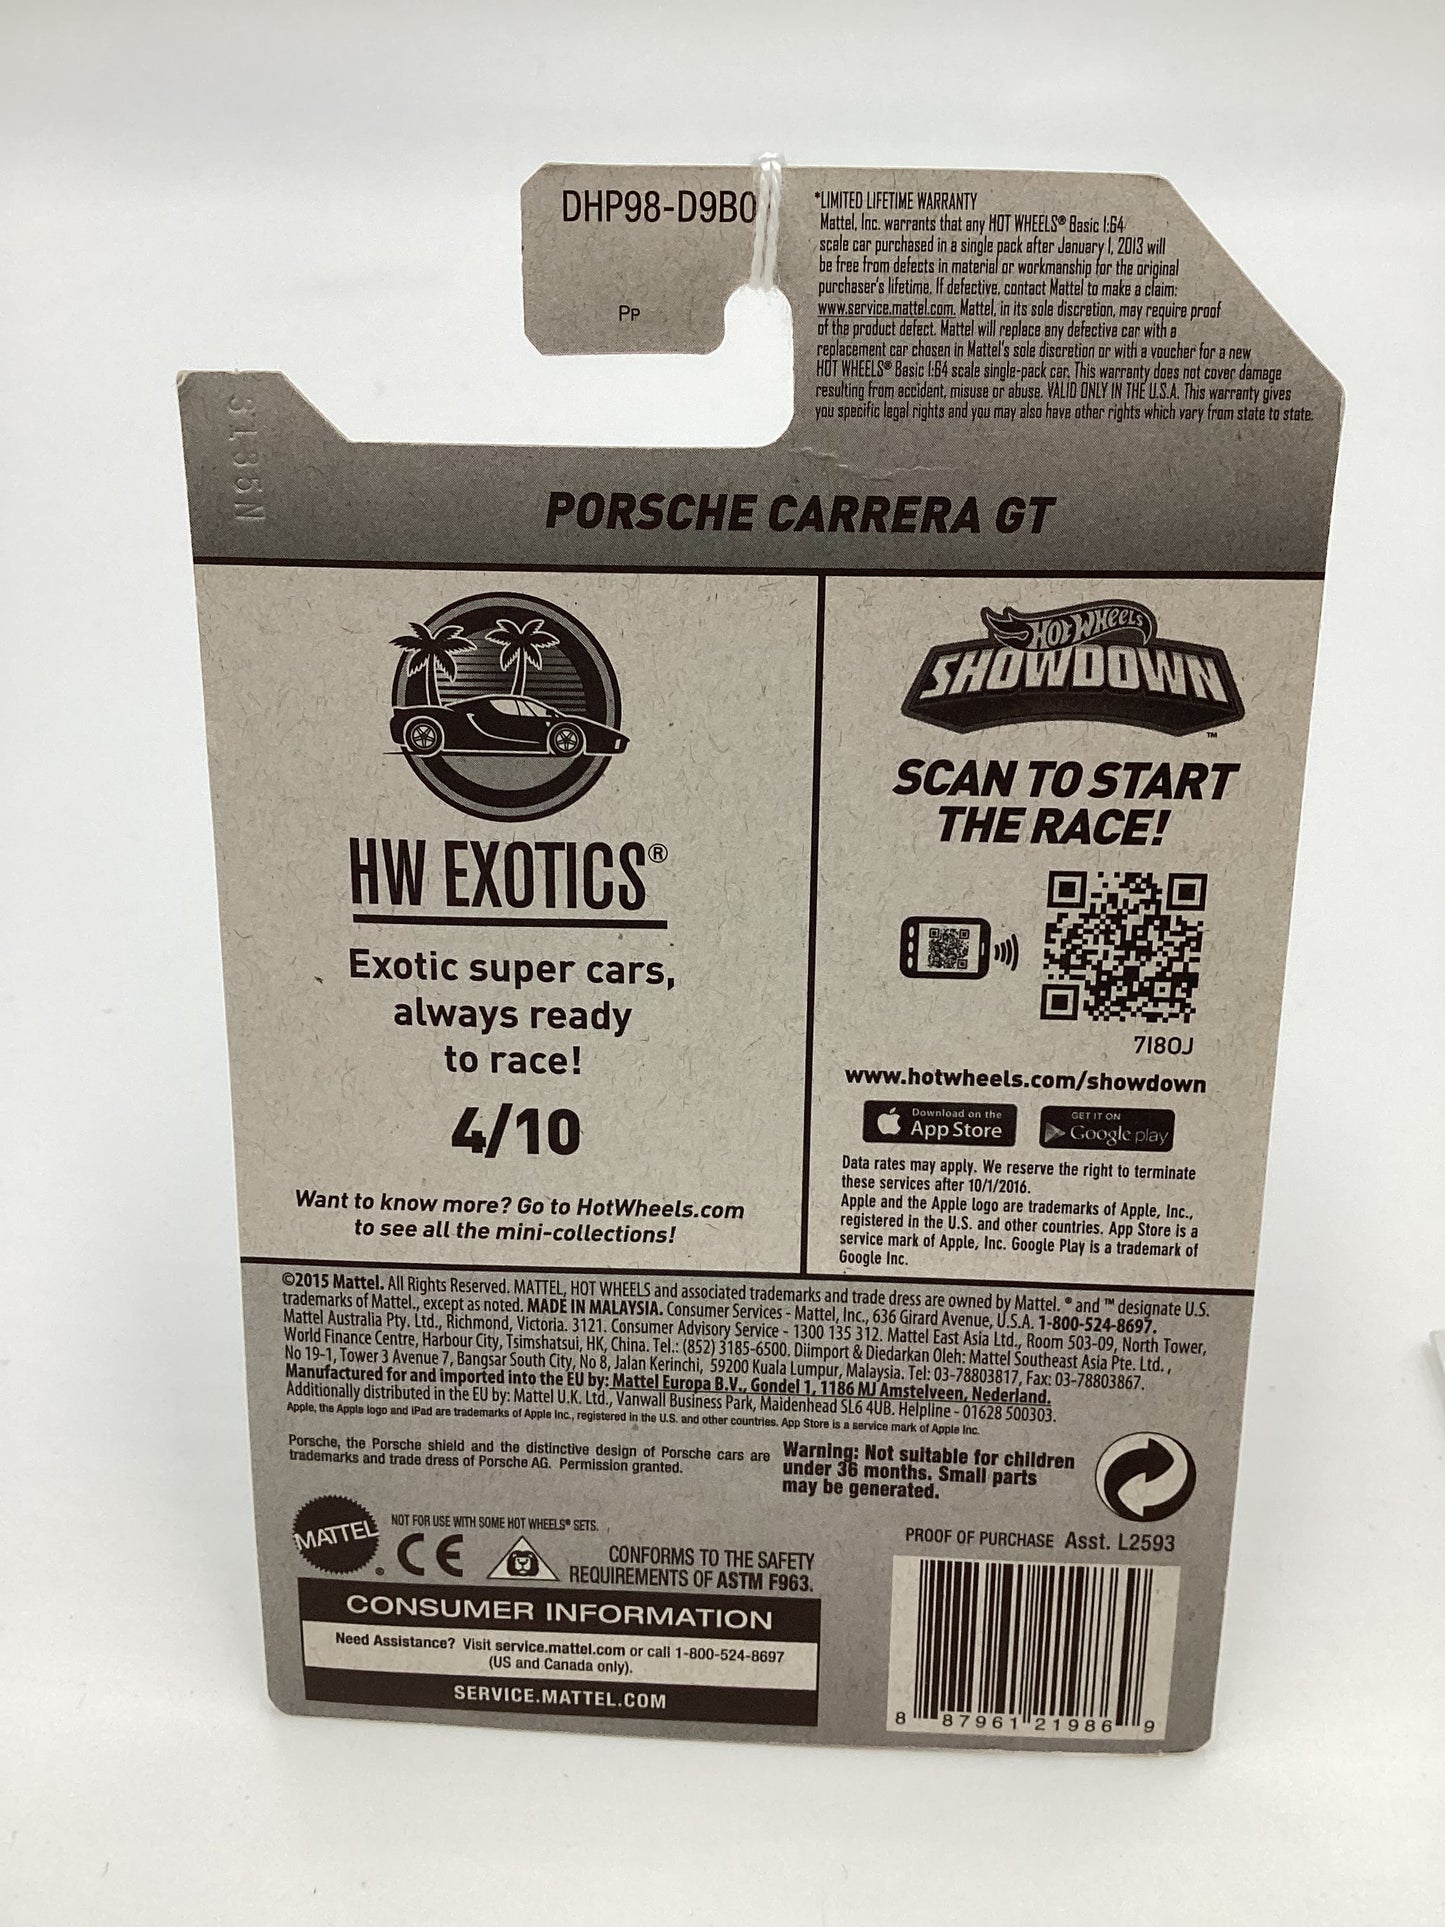 DHP98-D9B0
Pp
*LIMITED LIFETIME WARRANTY
Mattel, Inc. warrants that any HOT WHEELS® Basic 1:64
scale car purchased in a single pack after January 1, 2013 will
be free from defects in material or workmanship for the original
purchaser's lifetime. If defective, contact Mattel to make a claim:
www.service.mattel.com. Mattel, in its sole discretion, may require proof
of the product defect. Mattel will replace any defective car with a
replacement car chosen in Mattel's sole discretion or with a voucher for a new
HOT WHEELS® Basic 1:64 scale single-pack car. This warranty does not cover damage
resulting from accident, misuse or abuse. VALID ONLY IN THE U.S.A. This warranty gives
you specific legal rights and you may also have other rights which vary from state to state.
PORSCHE CARRERA GT
HW EXOTICS®
Exotic super cars,
always ready
to race!
4/10
Want to know more? Go to HotWheels.com
to see all the mini-collections!
HOT WHEELS
SHOWDOWN
™
SCAN TO START
THE RACE!
7180J
www.hotwheels.com/showdown
Download on the
App Store
GET IT ON
Google play
Data rates may apply. We reserve the right to terminate
these services after 10/1/2016.
Apple and the Apple logo are trademarks of Apple, Inc.,
registered in the U.S. and other countries. App Store is a
service mark of Apple, Inc. Google Play is a trademark of
Google Inc.
©2015 Mattel. All Rights Reserved. MATTEL, HOT WHEELS and associated trademarks and trade dress are owned by Mattel. ® and ™ designate U.S.
trademarks of Mattel., except as noted. MADE IN MALAYSIA. Consumer Services - Mattel, Inc., 636 Girard Avenue, U.S.A. 1-800-524-8697.
Mattel Australia Pty. Ltd., Richmond, Victoria. 3121. Consumer Advisory Service - 1300 135 312. Mattel East Asia Ltd., Room 503-09, North Tower,
World Finance Centre, Harbour City, Tsimshatsui, HK, China. Tel.: (852) 3185-6500. Diimport & Diedarkan Oleh: Mattel Southeast Asia Pte. Ltd.,
No 19-1, Tower 3 Avenue 7, Bangsar South City, No 8, Jalan Kerinchi, 59200 Kuala Lumpur, Malaysia. Tel: 03-78803817, Fax: 03-78803867.
Manufactured for and imported into the EU by: Mattel Europa B.V., Gondel 1, 1186 MJ Amstelveen, Nederland.
Additionally distributed in the EU by: Mattel U.K. Ltd., Vanwall Business Park, Maidenhead SL6 4UB. Helpline - 01628 500303.
Apple, the Apple logo and iPad are trademarks of Apple Inc., registered in the U.S. and other countries. App Store is a service mark of Apple Inc.
Porsche, the Porsche shield and the distinctive design of Porsche cars are
trademarks and trade dress of Porsche AG. Permission granted.
Warning: Not suitable for children
under 36 months. Small parts
may be generated.
MATTEL®
NOT FOR USE WITH SOME HOT WHEELS® SETS.
CE
CONFORMS TO THE SAFETY
REQUIREMENTS OF ASTM F963.
PROOF OF PURCHASE Asst. L2593
CONSUMER INFORMATION
Need Assistance? Visit service.mattel.com or call 1-800-524-8697
(US and Canada only).
SERVICE.MATTEL.COM
8 87961 21986 9